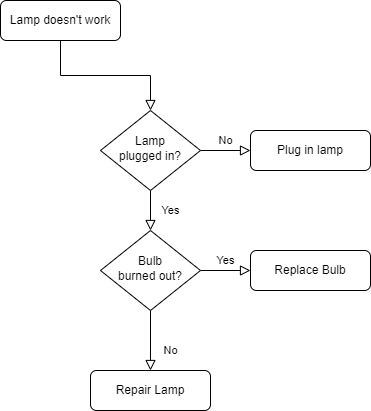 Lamp doesn't work
Lamp
plugged in?
No
Plug in lamp
Yes
Bulb
burned out?
Yes
Replace Bulb
No
Repair Lamp